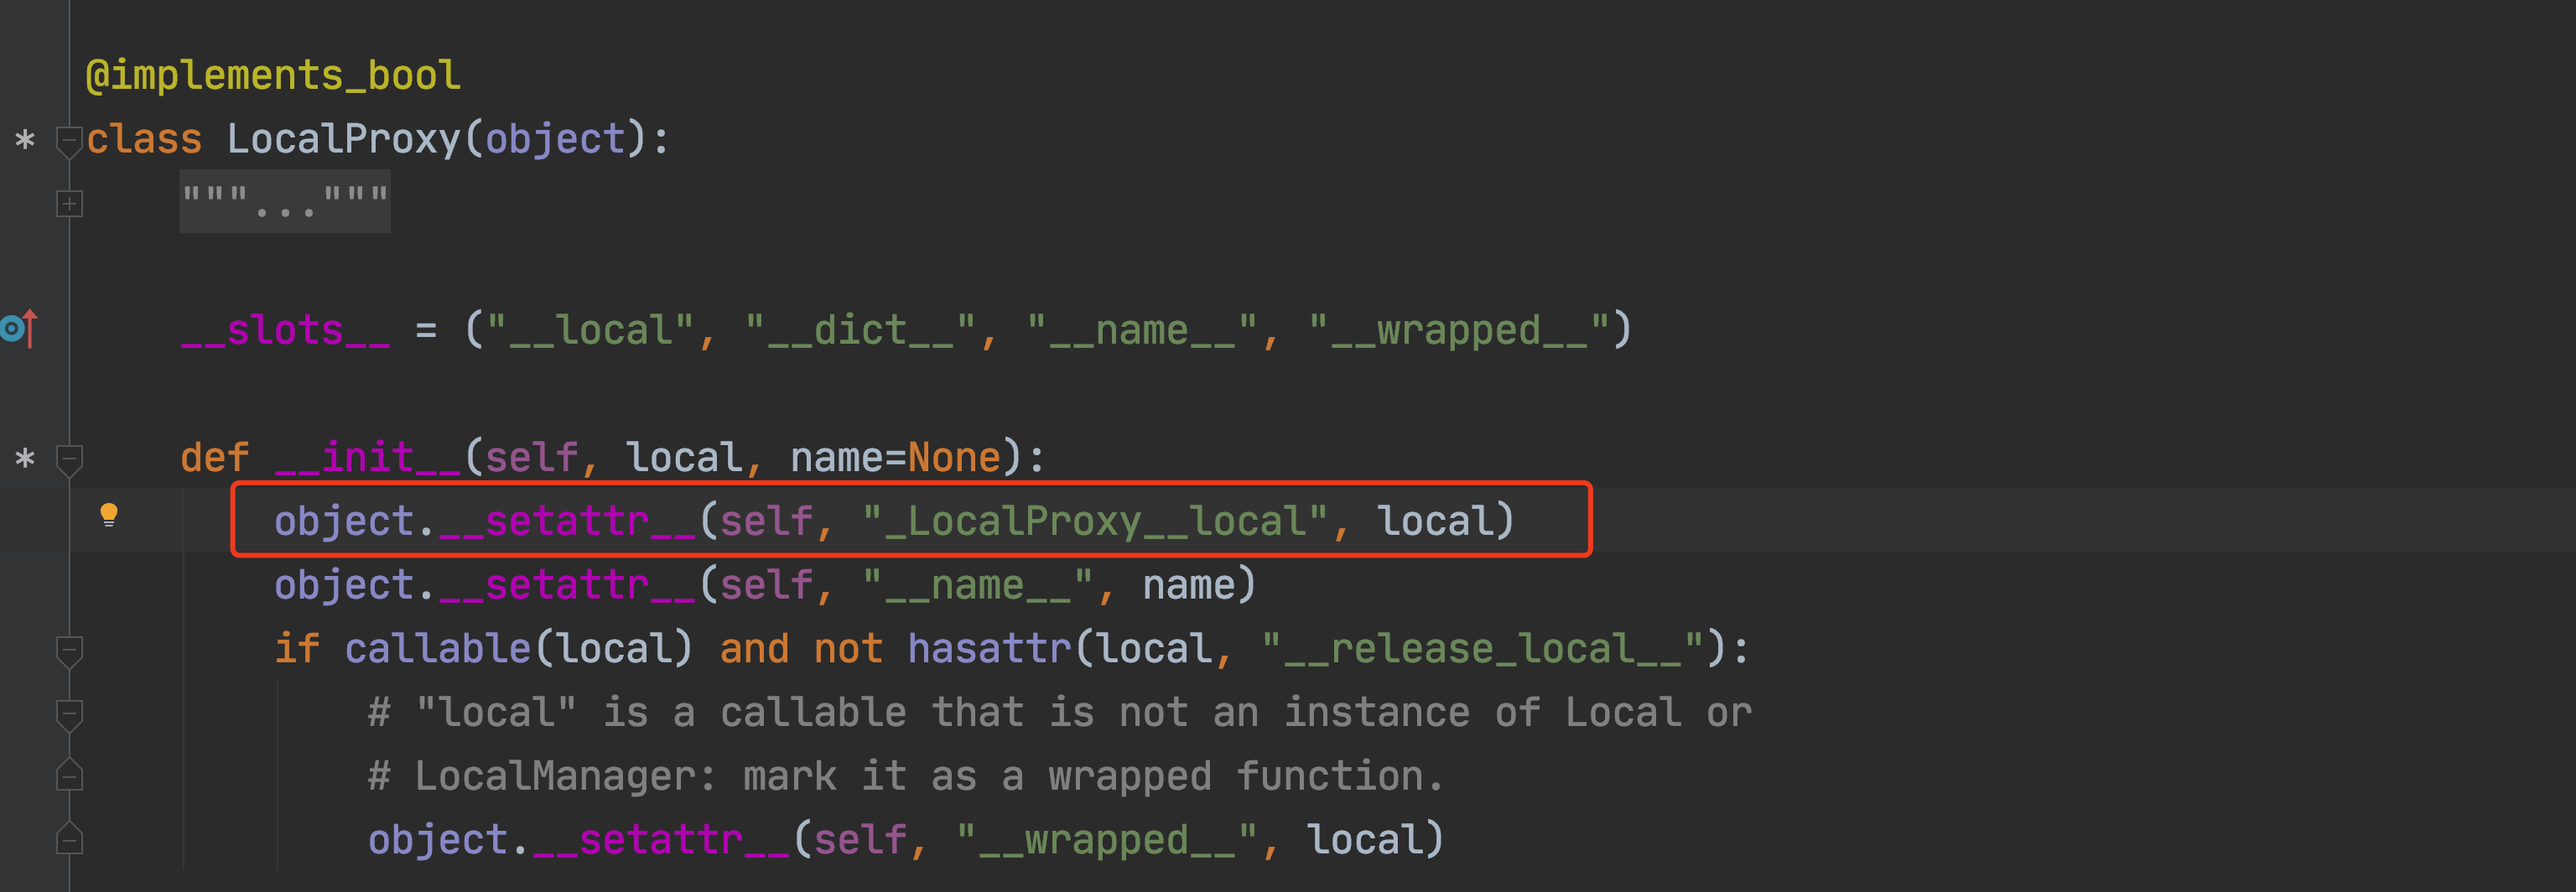 @implements_bool
class LocalProxy(object):
"""..."""
__slots__ = ("__local", "__dict__", "__name__", "__wrapped__")
def __init__(self, local, name=None):
object.__setattr__(self, "_LocalProxy__local", local)
object.__setattr__(self, "__name__", name)
if callable(local) and not hasattr(local, "__release_local__"):
# "local" is a callable that is not an instance of Local or
# LocalManager: mark it as a wrapped function.
object.__setattr__(self, "__wrapped__", local)